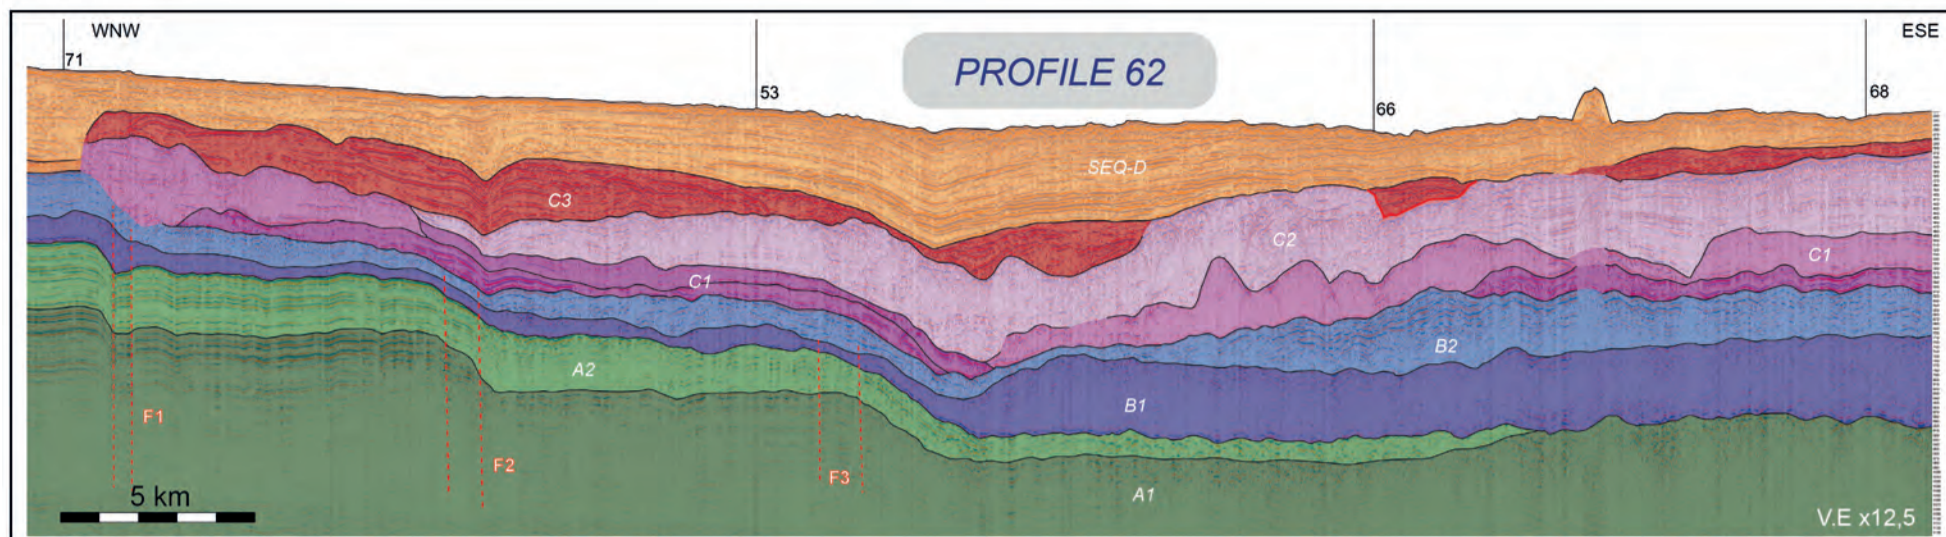 WNW
ESE
71
53
66
68
PROFILE 62
SEQ-D
C3
C2
C1
C1
B2
A2
B1
F1
F2
F3
A1
5 km
V.E x12,5